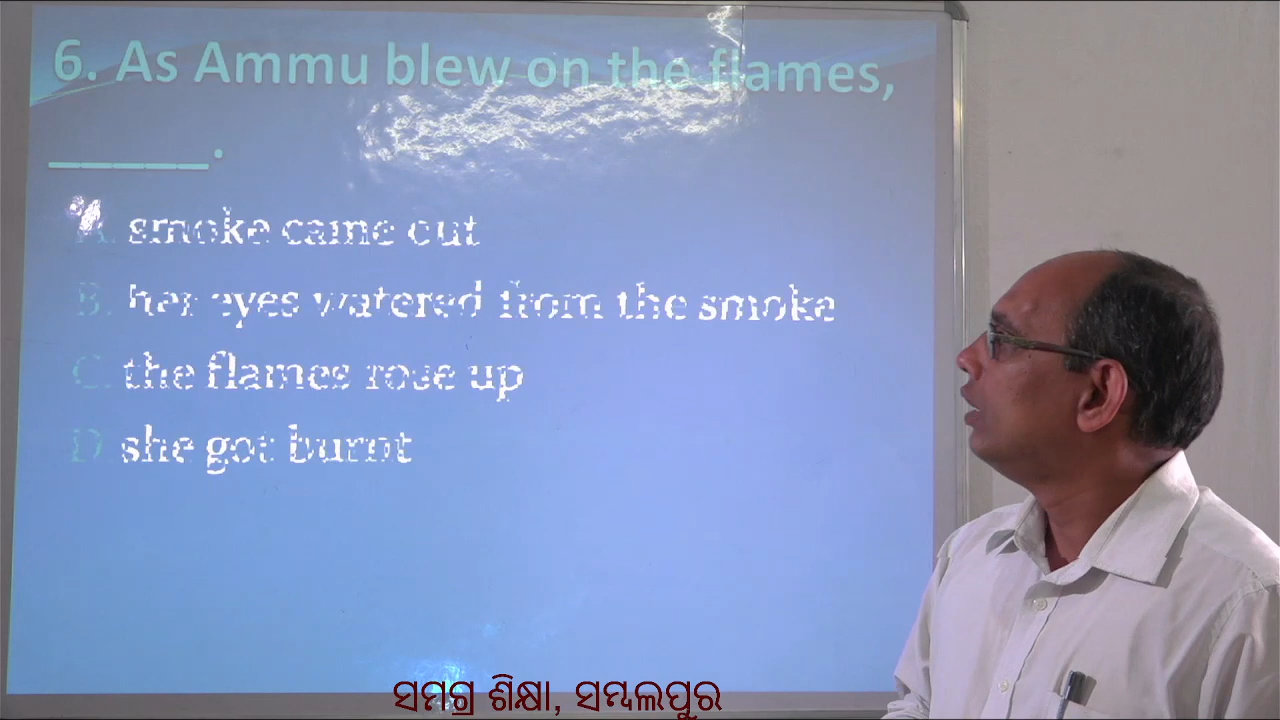 6. As Ammu blew on the flames,
______.
A. smoke came out
B. her eyes watered from the smoke
C. the flames rose up
D. she got burnt
ସମଗ୍ର ଶିକ୍ଷା, ସମ୍ବଲପୁର